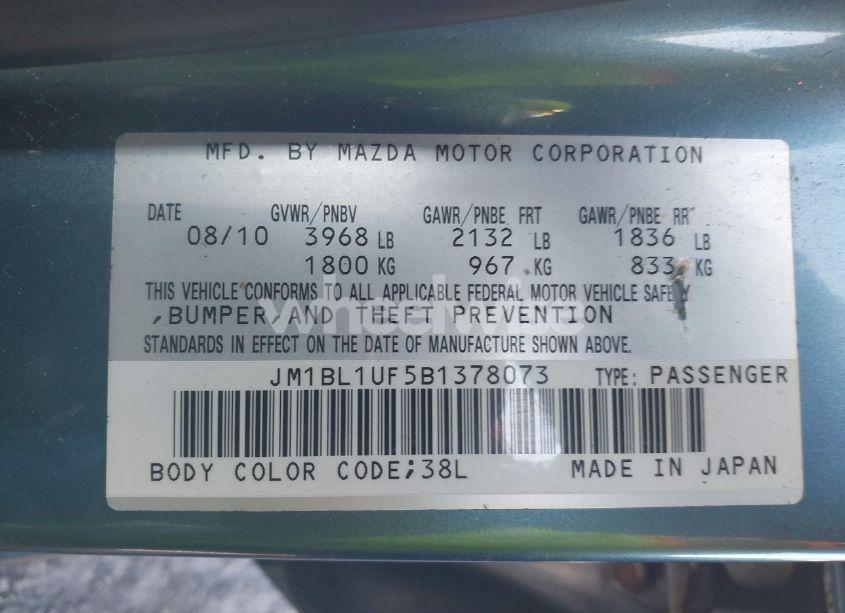 MFD. BY MAZDA MOTOR CORPORATION
DATE GVWR/PNBV GAWR/PNBE FRT GAWR/PNBE RR
08/10 3968 LB 2132 LB 1836 LB
1800 KG 967 KG 833 KG
THIS VEHICLE CONFORMS TO ALL APPLICABLE FEDERAL MOTOR VEHICLE SAFETY
,BUMPER,AND THEFT PREVENTION
STANDARDS IN EFFECT ON THE DATE OF MANUFACTURE SHOWN ABOVE.
JM1BL1UF5B1378073 TYPE: PASSENGER
BODY COLOR CODE;38L MADE IN JAPAN